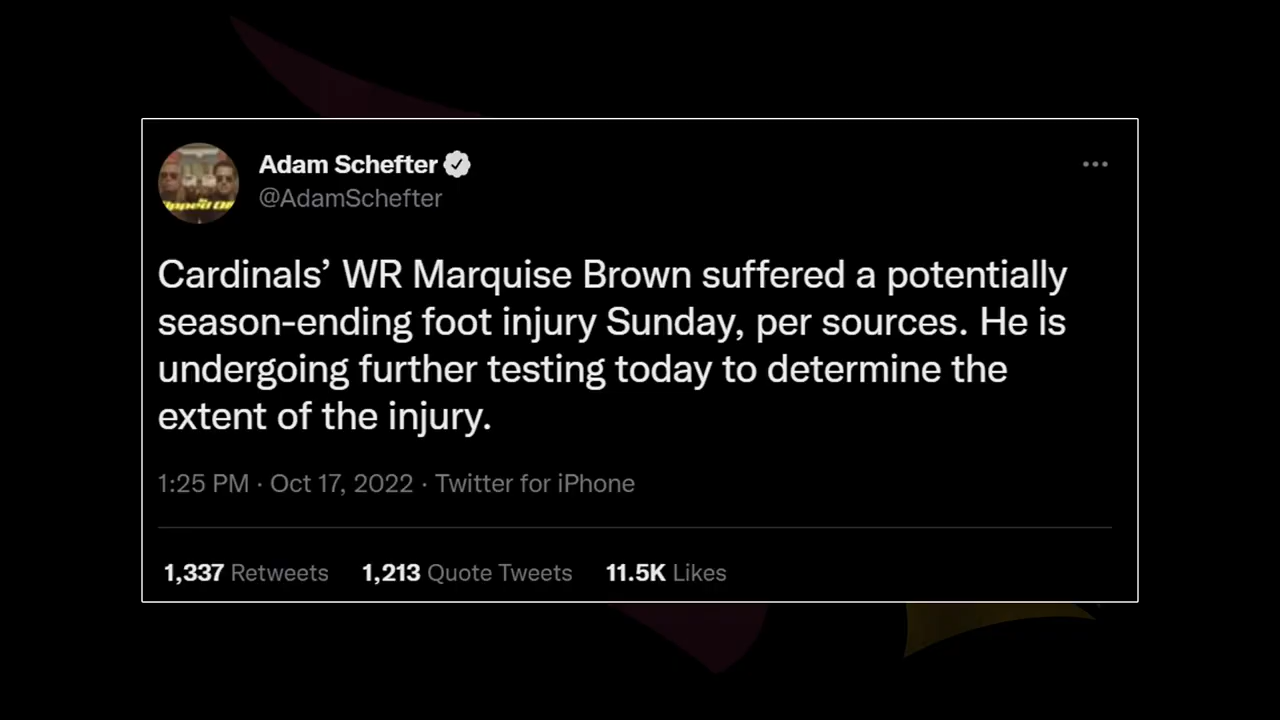 Adam Schefter
@AdamSchefter
Cardinals’ WR Marquise Brown suffered a potentially
season-ending foot injury Sunday, per sources. He is
undergoing further testing today to determine the
extent of the injury.
1:25 PM · Oct 17, 2022 · Twitter for iPhone
1,337 Retweets 1,213 Quote Tweets 11.5K Likes